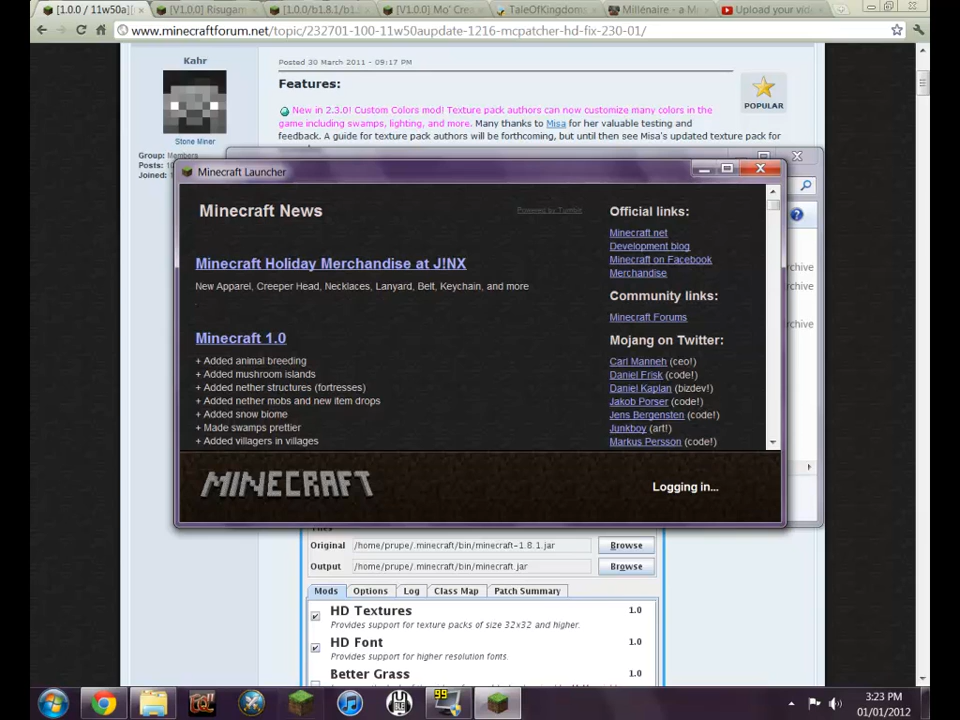 [1.0.0 / 11w50a]
[V1.0.0] Risugam
[1.0.0/b1.8.1/b1
[V1.0.0] Mo' Crea
TaleOfKingdoms
Millénaire - a M
Upload your vid
www.minecraftforum.net/topic/232701-100-11w50aupdate-1216-mcpatcher-hd-fix-230-01/
Kahr
Posted 30 March 2011 - 09:17 PM
Features:
POPULAR
New in 2.3.0! Custom Colors mod! Texture pack authors can now customize many colors in the
game including swamps, lighting, and more. Many thanks to Misa for her valuable testing and
feedback. A guide for texture pack authors will be forthcoming, but until then see Misa's updated texture pack for
Stone Miner
Group: Members
Posts:
Joined:
Minecraft Launcher
Minecraft News
Powered by Tumblr
Minecraft Holiday Merchandise at J!NX
New Apparel, Creeper Head, Necklaces, Lanyard, Belt, Keychain, and more
Minecraft 1.0
+ Added animal breeding
+ Added mushroom islands
+ Added nether structures (fortresses)
+ Added nether mobs and new item drops
+ Added snow biome
+ Made swamps prettier
+ Added villagers in villages
Official links:
Minecraft.net
Development blog
Minecraft on Facebook
Merchandise
Community links:
Minecraft Forums
Mojang on Twitter:
Carl Manneh (ceo!)
Daniel Frisk (code!)
Daniel Kaplan (bizdev!)
Jakob Porser (code!)
Jens Bergensten (code!)
Junkboy (art!)
Markus Persson (code!)
chive
chive
chive
MINECRAFT
Logging in...
Files
Original /home/prupe/.minecraft/bin/minecraft-1.8.1.jar Browse
Output /home/prupe/.minecraft/bin/minecraft.jar Browse
Mods Options Log Class Map Patch Summary
HD Textures 1.0
Provides support for texture packs of size 32x32 and higher.
HD Font 1.0
Provides support for higher resolution fonts.
Better Grass 1.0
99
3:23 PM
01/01/2012